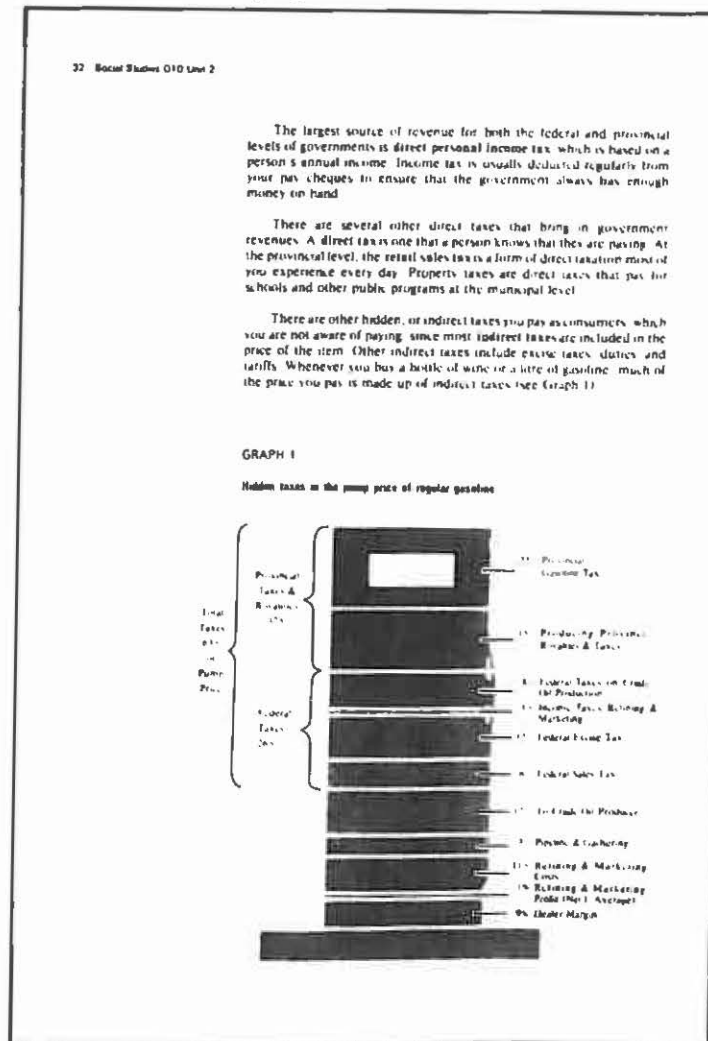 32 Social Studies 010 Unit 2
The largest source of revenue for both the federal and provincial
levels of governments is direct personal income tax which is based on a
person's annual income. Income tax is usually deducted regularly from
your pay cheques to ensure that the government always has enough
money on hand
There are several other direct taxes that bring in government
revenues. A direct tax is one that a person knows that they are paying. At
the provincial level, the retail sales tax is a form of direct taxation most of
you experience every day. Property taxes are direct taxes that pay for
schools and other public programs at the municipal level
There are other hidden, or indirect taxes you pay as consumers, which
you are not aware of paying, since most indirect taxes are included in the
price of the item. Other indirect taxes include excise taxes, duties, and
tariffs. Whenever you buy a bottle of wine or a litre of gasoline, much of
the price you pay is made up of indirect taxes (see Graph 1)
GRAPH 1
Hidden taxes in the pump price of regular gasoline
Provincial
Taxes &
Royalties
Total
Taxes
Pump
Price
Federal
Taxes
Provincial
Gasoline Tax
Producing Province
Royalties & Taxes
Federal Taxes on Crude
Oil Production
Income Taxes Refining &
Marketing
Federal Excise Tax
Federal Sales Tax
To Crude Oil Producer
Pipeline & Gathering
Refining & Marketing
Costs
Refining & Marketing
Profit Average)
Dealer Margin